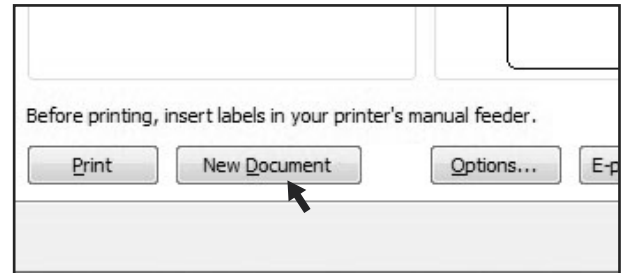 Before printing, insert labels in your printer's manual feeder.
Print New Document Options... E-p